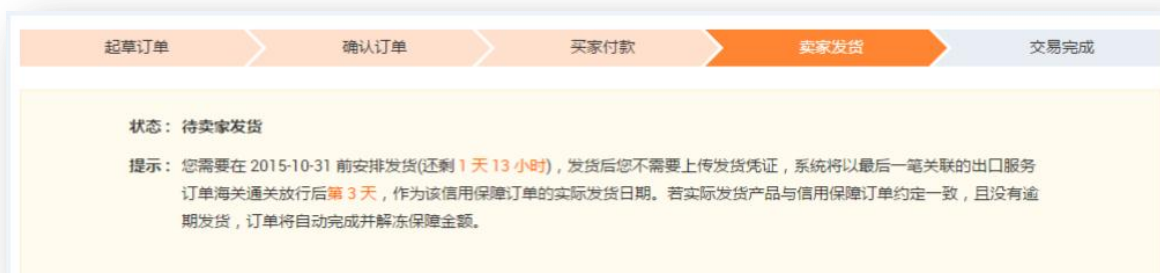 起草订单 确认订单 买家付款 卖家发货 交易完成
状态：待卖家发货
提示：您需要在 2015-10-31 前安排发货(还剩 1 天 13 小时)，发货后您不需要上传发货凭证，系统将以最后一笔关联的出口服务
订单海关通关放行后第 3 天，作为该信用保障订单的实际发货日期。若实际发货产品与信用保障订单约定一致，且没有逾
期发货，订单将自动完成并解冻保障金额。